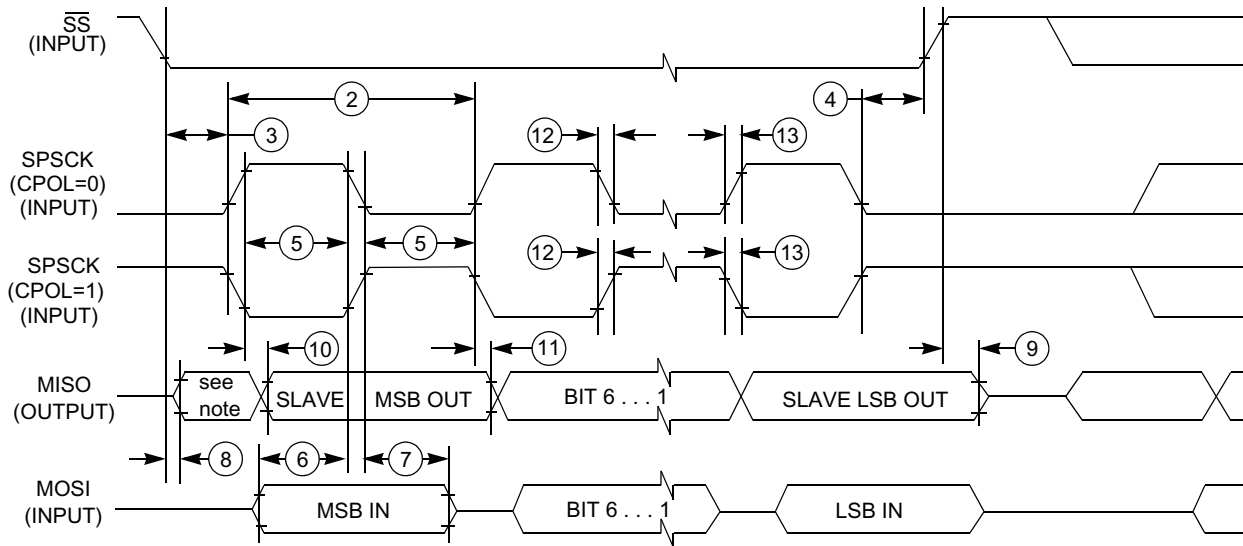 SS
(INPUT)
2
4
3
12
13
SPSCK
(CPOL=0)
(INPUT)
5
5
SPSCK
(CPOL=1)
(INPUT)
12
13
10
11
9
MISO
(OUTPUT)
see
note
SLAVE
MSB OUT
BIT 6 . . . 1
SLAVE LSB OUT
8
6
7
MOSI
(INPUT)
MSB IN
BIT 6 . . . 1
LSB IN